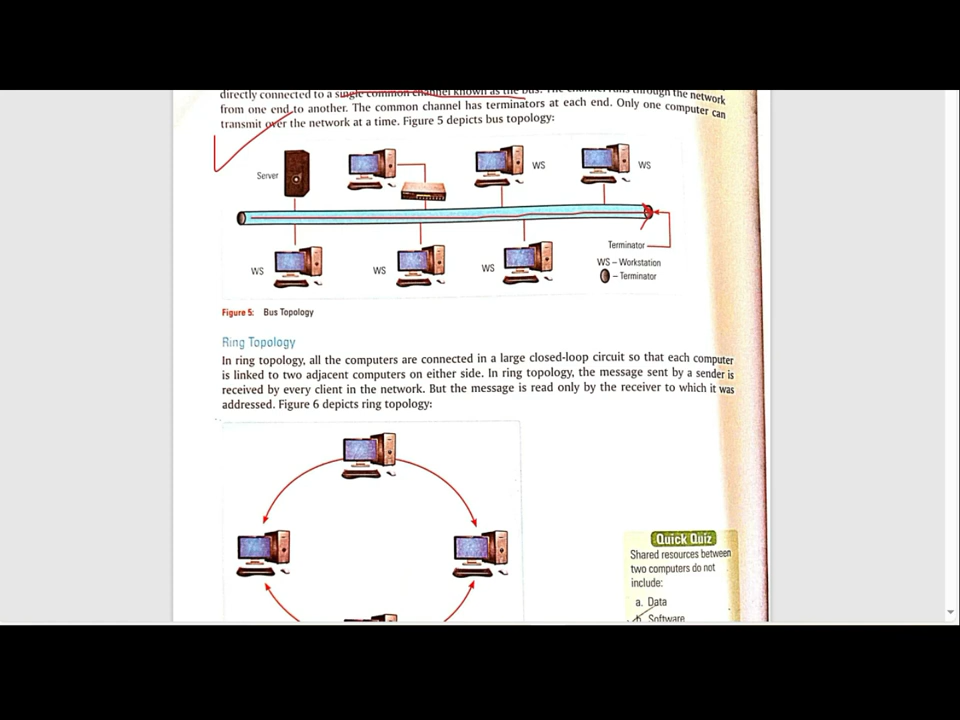 directly connected to a single common channel known as the bus. The channel runs through the network
from one end to another. The common channel has terminators at each end. Only one computer can
transmit over the network at a time. Figure 5 depicts bus topology:
Server
WS
WS
Terminator
WS – Workstation
– Terminator
WS
WS
WS
Figure 5: Bus Topology
Ring Topology
In ring topology, all the computers are connected in a large closed-loop circuit so that each computer
is linked to two adjacent computers on either side. In ring topology, the message sent by a sender is
received by every client in the network. But the message is read only by the receiver to which it was
addressed. Figure 6 depicts ring topology:
Quick Quiz
Shared resources between
two computers do not
include:
a. Data
b. Software